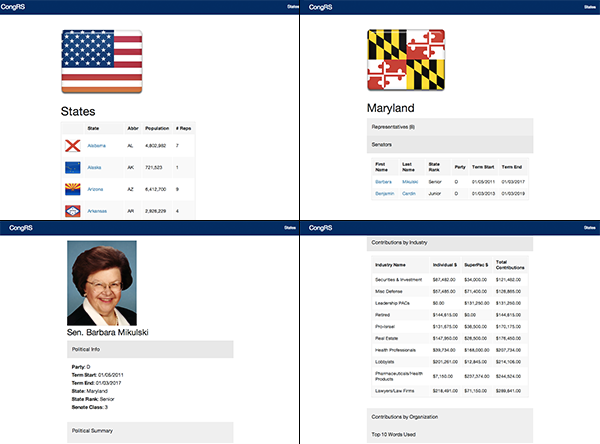 CongRS States
States
State Abbr Population # Reps
Alabama AL 4,802,982 7
Alaska AK 721,523 1
Arizona AZ 6,412,700 9
Arkansas AR 2,926,229 4
CongRS States
Maryland
Representatives (8)
Senators
First Name Last Name State Rank Party Term Start Term End
Barbara Mikulski Senior D 01/05/2011 01/03/2017
Benjamin Cardin Junior D 01/03/2013 01/03/2019
CongRS States
Sen. Barbara Mikulski
Political Info
Party: D
Term Start: 01/05/2011
Term End: 01/03/2017
State: Maryland
State Rank: Senior
Senate Class: 3
Political Summary
CongRS States
Contributions by Industry
Industry Name Individual $ SuperPac $ Total Contributions
Securities & Investment $87,462.00 $34,000.00 $121,462.00
Misc Defense $57,465.00 $71,400.00 $128,865.00
Leadership PACs $0.00 $131,250.00 $131,250.00
Retired $144,615.00 $0.00 $144,615.00
Pro-Israel $131,675.00 $38,500.00 $170,175.00
Real Estate $147,950.00 $28,500.00 $176,450.00
Health Professionals $39,734.00 $168,000.00 $207,734.00
Lobbyists $201,261.00 $12,845.00 $214,106.00
Pharmaceuticals/Health Products $7,150.00 $237,374.00 $244,524.00
Lawyers/Law Firms $218,491.00 $71,150.00 $289,641.00
Contributions by Organization
Top 10 Words Used